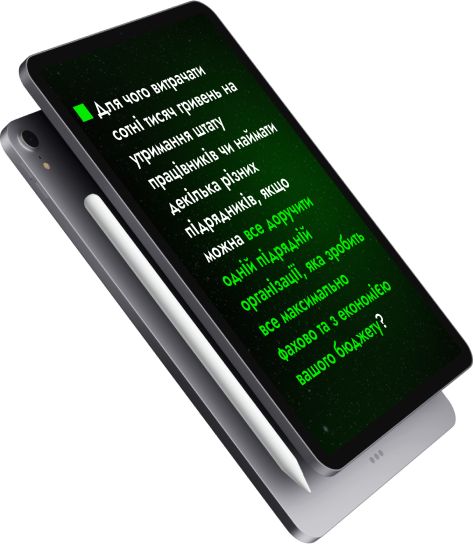 Для чого витрачати
сотні тисяч гривень на
утримання штату
працівників чи наймати
декілька різних
підрядників, якщо
можна все доручити
одній підрядній
організації, яка зробить
все максимально
фахово та з економією
вашого бюджету?